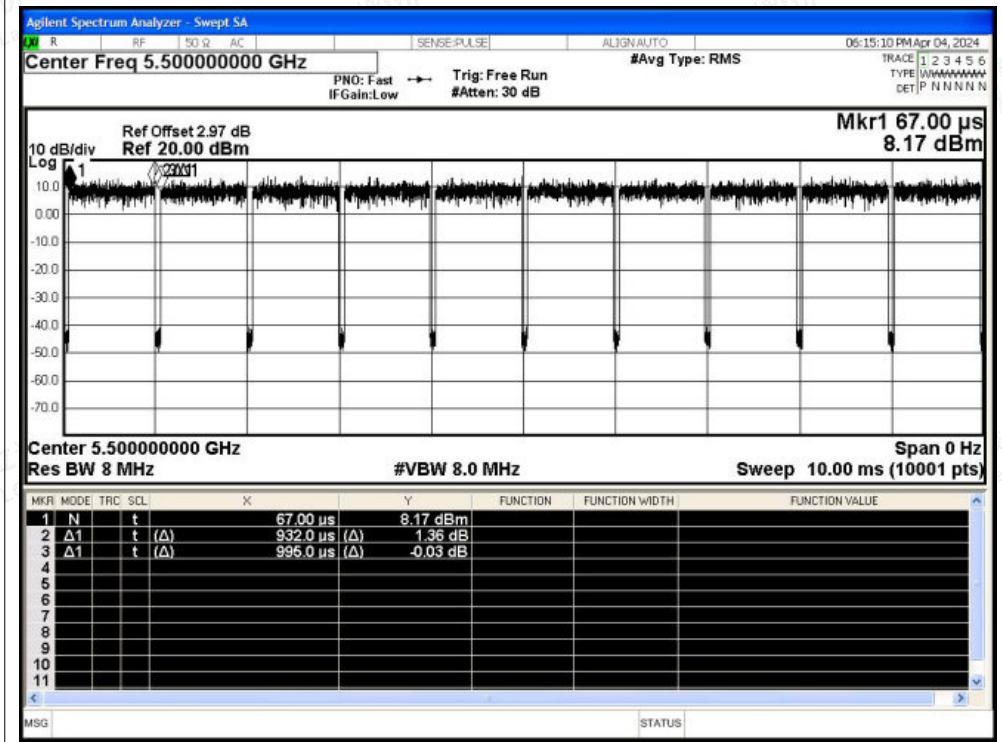 Agilent Spectrum Analyzer - Swept SA
LXI R RF 50 Ω AC SENSE:PULSE ALIGNAUTO 06:15:10 PM Apr 04, 2024
Center Freq 5.500000000 GHz #Avg Type: RMS TRACE 1 2 3 4 5 6
PNO: Fast Trig: Free Run TYPE WWWWWW
IFGain:Low #Atten: 30 dB DET P N N N N N
Mkr1 67.00 µs
Ref Offset 2.97 dB
10 dB/div Ref 20.00 dBm 8.17 dBm
Log
1
10.0
0.00
-10.0
-20.0
-30.0
-40.0
-50.0
-60.0
-70.0
Center 5.500000000 GHz Span 0 Hz
Res BW 8 MHz #VBW 8.0 MHz Sweep 10.00 ms (10001 pts)
MKR MODE TRC SCL X Y FUNCTION FUNCTION WIDTH FUNCTION VALUE
1 N t 67.00 µs 8.17 dBm
2 Δ1 t (Δ) 932.0 µs (Δ) 1.36 dB
3 Δ1 t (Δ) 995.0 µs (Δ) -0.03 dB
4
5
6
7
8
9
10
11
MSG STATUS